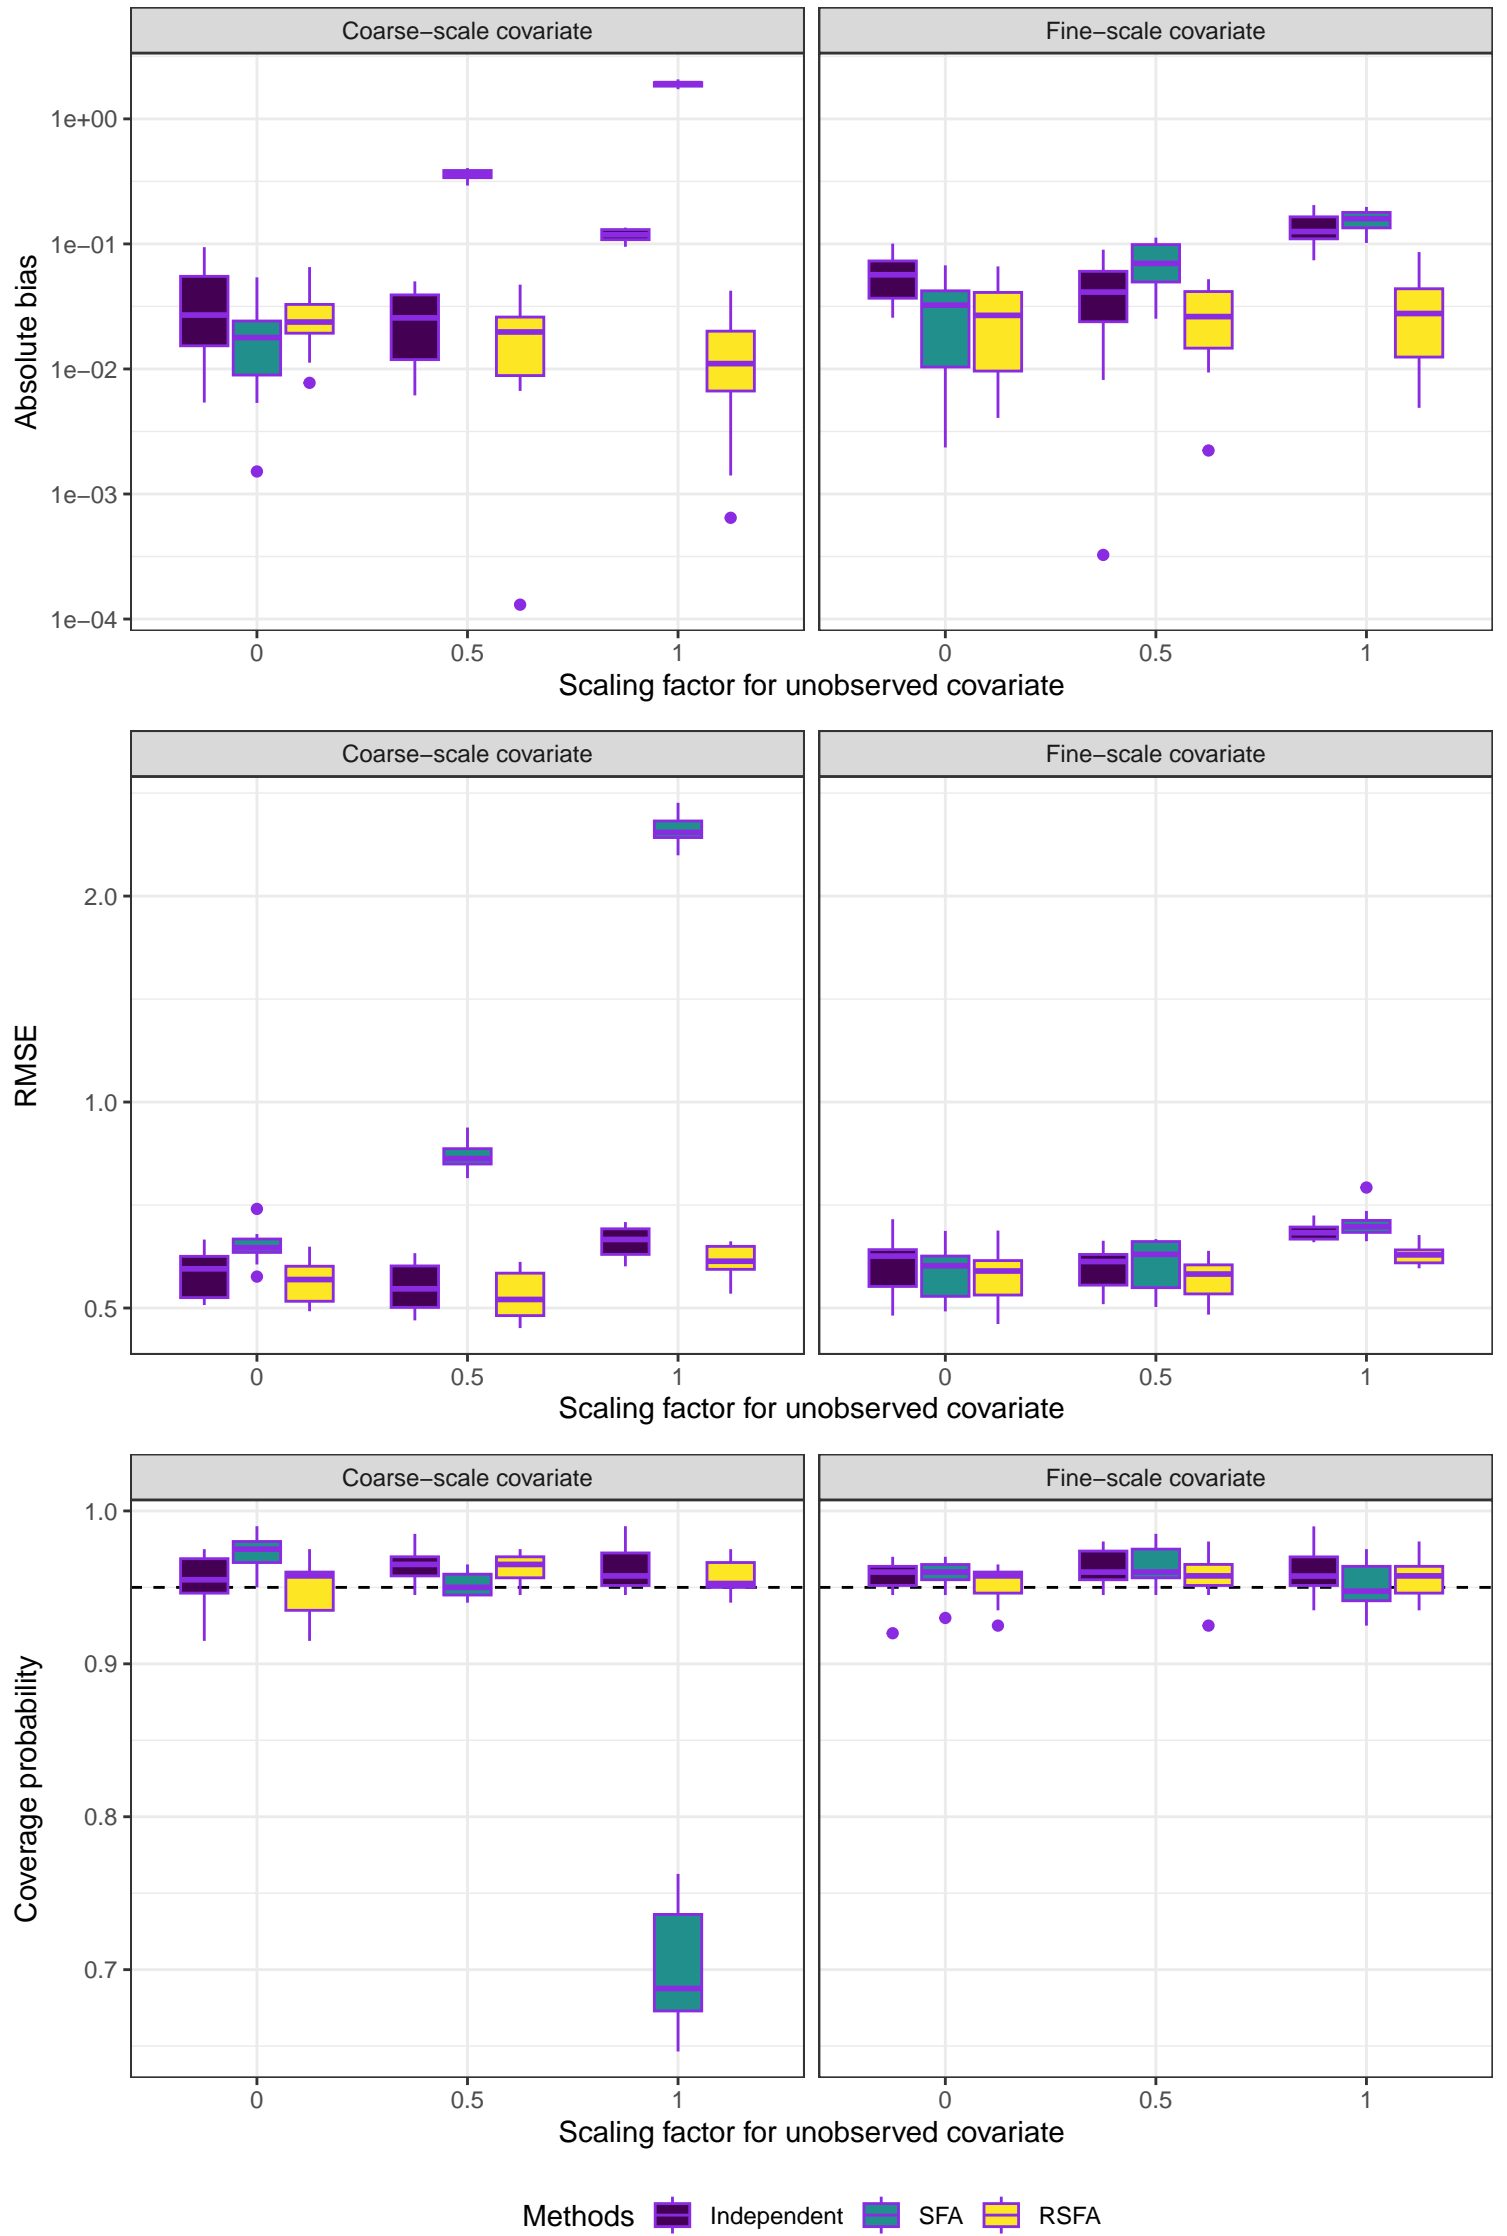 Coarse−scale covariate
Fine−scale covariate
1e+00
1e−01
1e−02
1e−03
1e−04
Absolute bias
0
0.5
1
0
0.5
1
Scaling factor for unobserved covariate
Coarse−scale covariate
Fine−scale covariate
2.0
1.0
0.5
RMSE
0
0.5
1
0
0.5
1
Scaling factor for unobserved covariate
Coarse−scale covariate
Fine−scale covariate
1.0
0.9
0.8
0.7
Coverage probability
0
0.5
1
0
0.5
1
Scaling factor for unobserved covariate
Methods Independent SFA RSFA